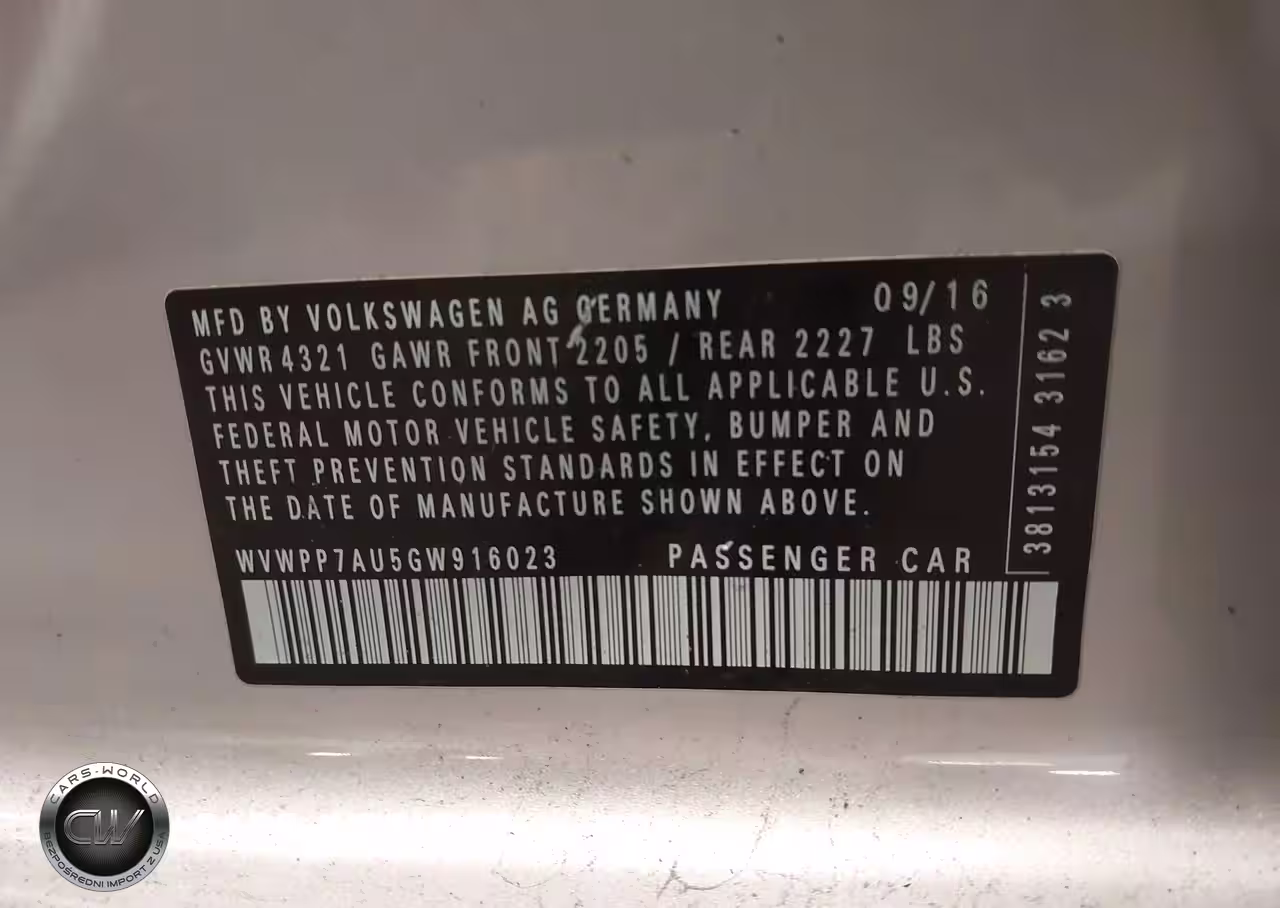 MFD BY VOLKSWAGEN AG GERMANY 09/16
GVWR 4321 GAWR FRONT 2205 / REAR 2227 LBS
THIS VEHICLE CONFORMS TO ALL APPLICABLE U.S.
FEDERAL MOTOR VEHICLE SAFETY, BUMPER AND
THEFT PREVENTION STANDARDS IN EFFECT ON
THE DATE OF MANUFACTURE SHOWN ABOVE.
WVWPP7AU5GW916023 PASSENGER CAR
3813154 3162 3
CARS-WORLD
CW
BEZPOŚREDNI IMPORT Z USA